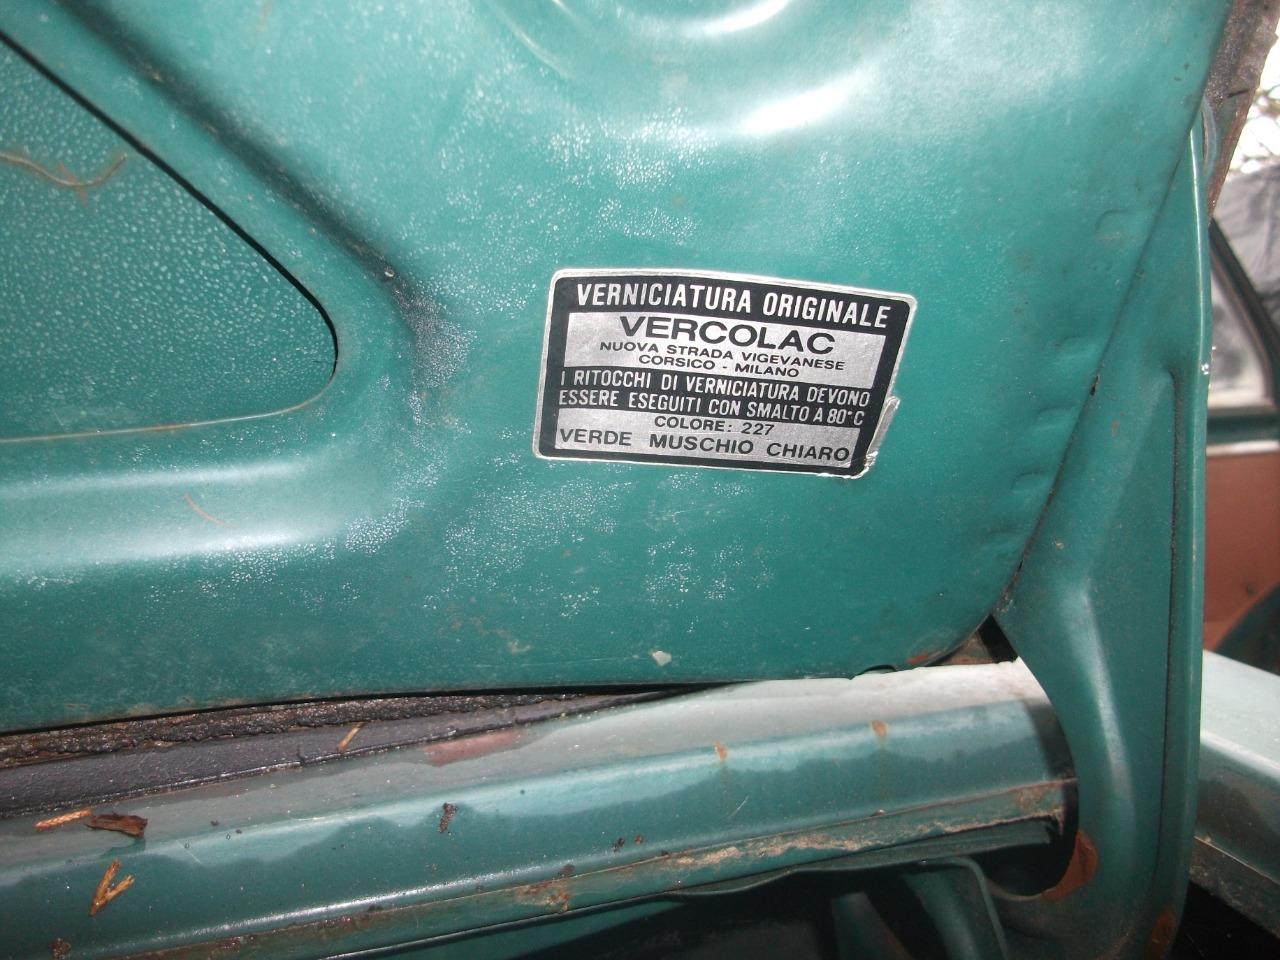 VERNICIATURA ORIGINALE
VERCOLAC
NUOVA STRADA VIGEVANESE
CORSICO - MILANO
I RITOCCHI DI VERNICIATURA DEVONO
ESSERE ESEGUITI CON SMALTO A 80°C
COLORE: 227
VERDE MUSCHIO CHIARO